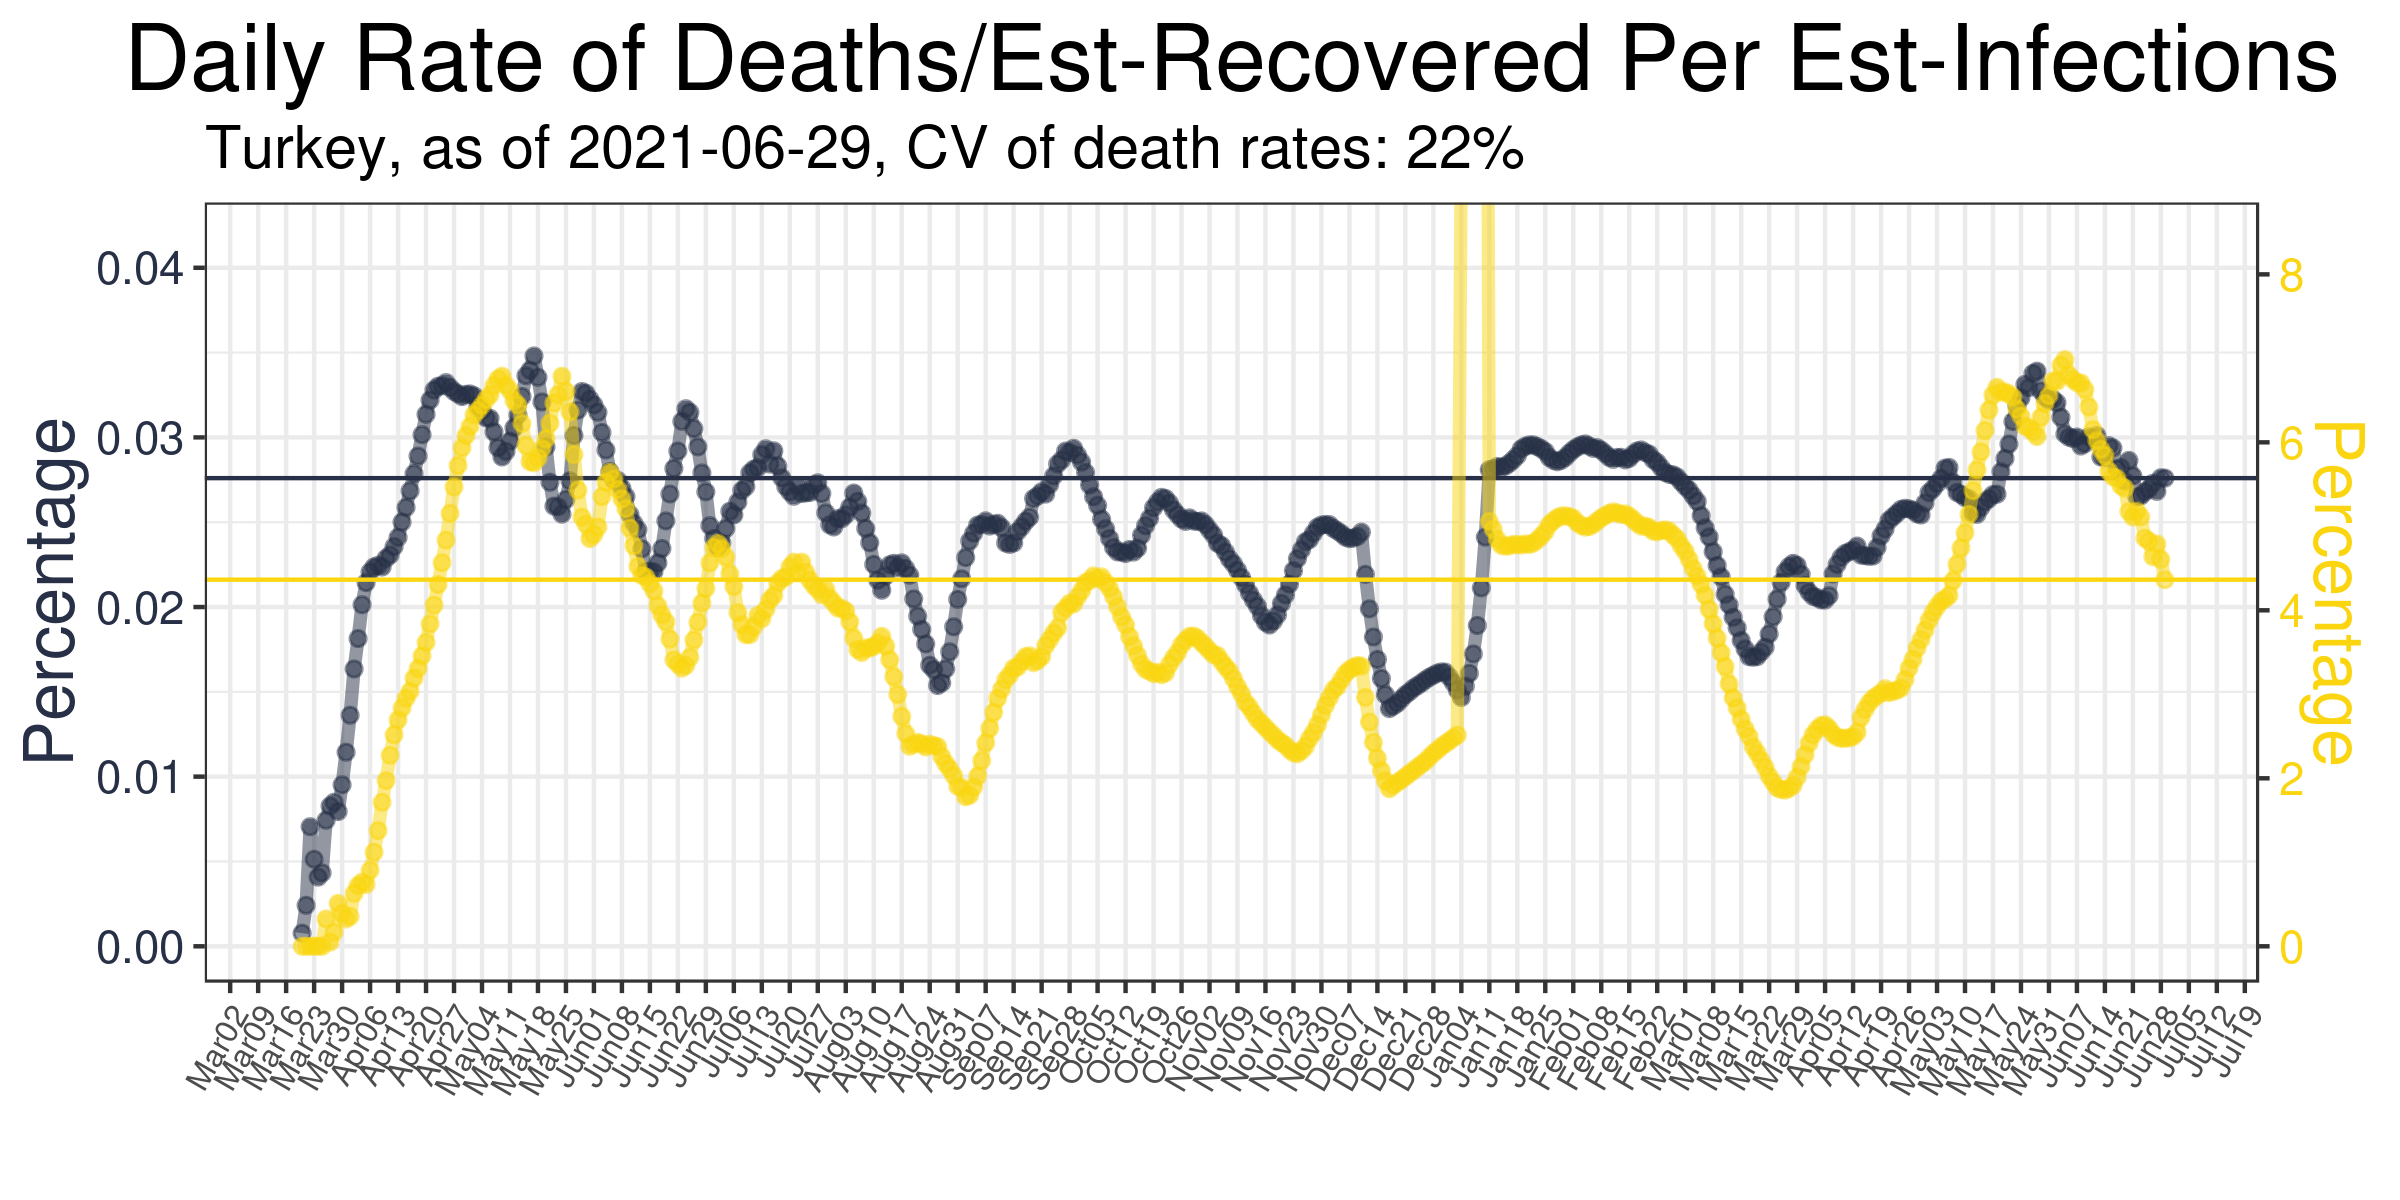 Daily Rate of Deaths/Est-Recovered Per Est-Infections
Turkey, as of 2021-06-29, CV of death rates: 22%
Percentage
0.04
0.03
0.02
0.01
0.00
8
6
4
2
0
Percentage
Mar02
Mar09
Mar16
Mar23
Mar30
Apr06
Apr13
Apr20
Apr27
May04
May11
May18
May25
Jun01
Jun08
Jun15
Jun22
Jun29
Jul06
Jul13
Jul20
Jul27
Aug03
Aug10
Aug17
Aug24
Aug31
Sep07
Sep14
Sep21
Sep28
Oct05
Oct12
Oct19
Oct26
Nov02
Nov09
Nov16
Nov23
Nov30
Dec07
Dec14
Dec21
Dec28
Jan04
Jan11
Jan18
Jan25
Feb01
Feb08
Feb15
Feb22
Mar01
Mar08
Mar15
Mar22
Mar29
Apr05
Apr12
Apr19
Apr26
May03
May10
May17
May24
May31
Jun07
Jun14
Jun21
Jun28
Jul05
Jul12
Jul19